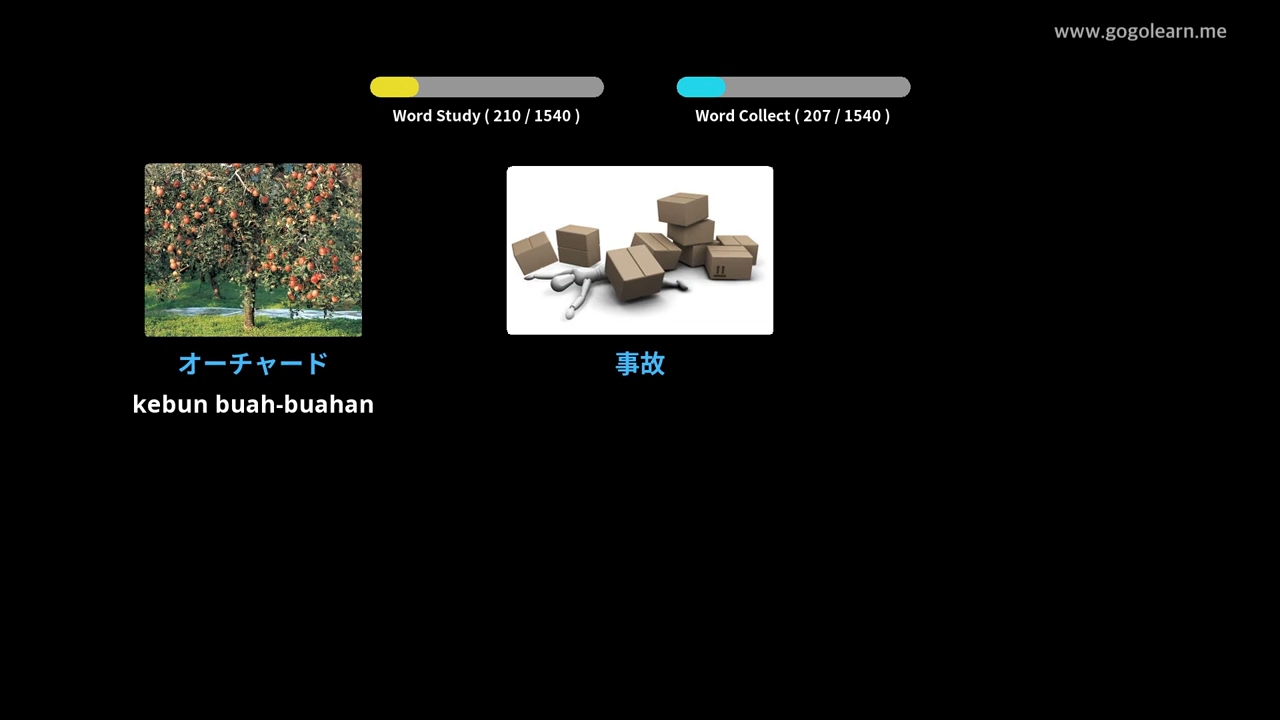 www.gogolearn.me
Word Study ( 210 / 1540 )
Word Collect ( 207 / 1540 )
オーチャード
事故
kebun buah-buahan